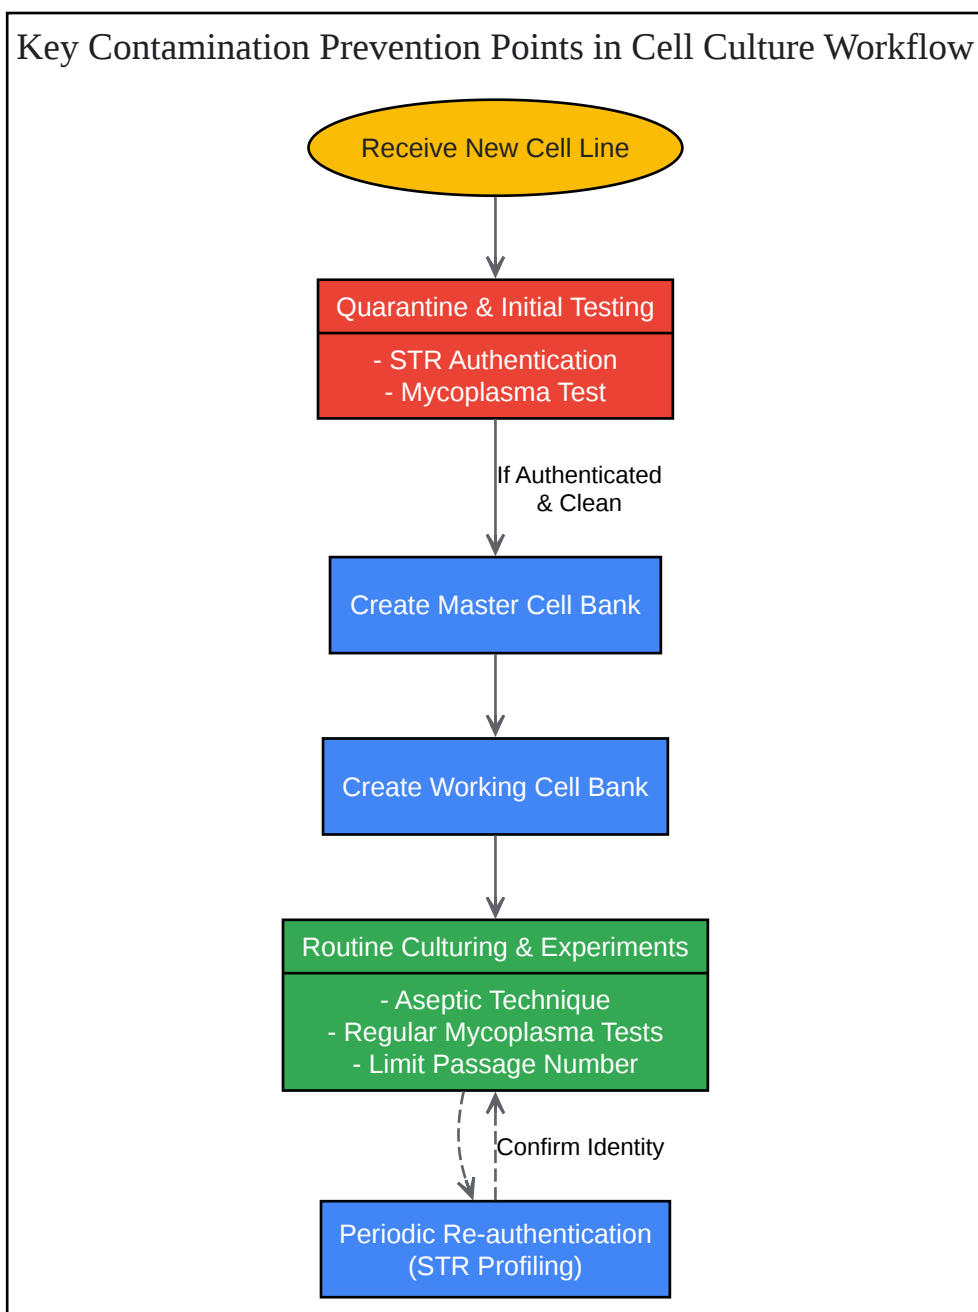 Key Contamination Prevention Points in Cell Culture Workflow
Receive New Cell Line
Quarantine & Initial Testing
- STR Authentication
- Mycoplasma Test
If Authenticated
& Clean
Create Master Cell Bank
Create Working Cell Bank
Routine Culturing & Experiments
- Aseptic Technique
- Regular Mycoplasma Tests
- Limit Passage Number
Confirm Identity
Periodic Re-authentication
(STR Profiling)